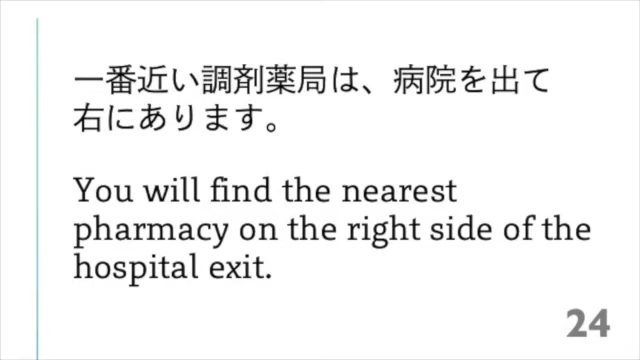 一番近い調剤薬局は、病院を出て
右にあります。
You will find the nearest
pharmacy on the right side of the
hospital exit.
24